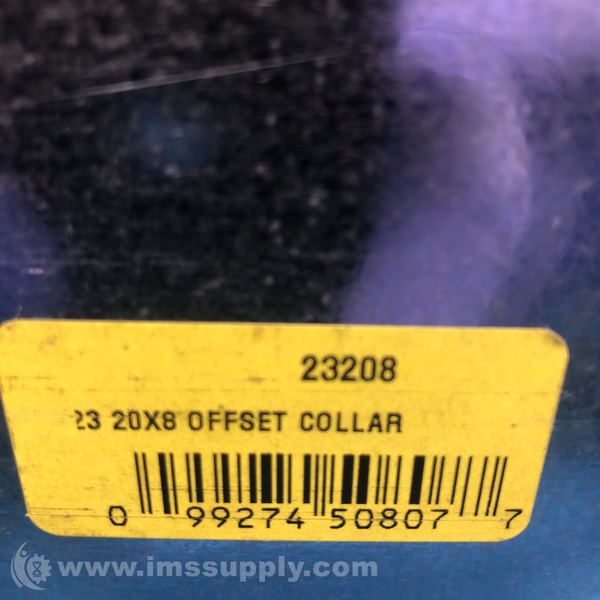 23208
23 20X8 OFFSET COLLAR
0 99274 50807 7
www.imssupply.com